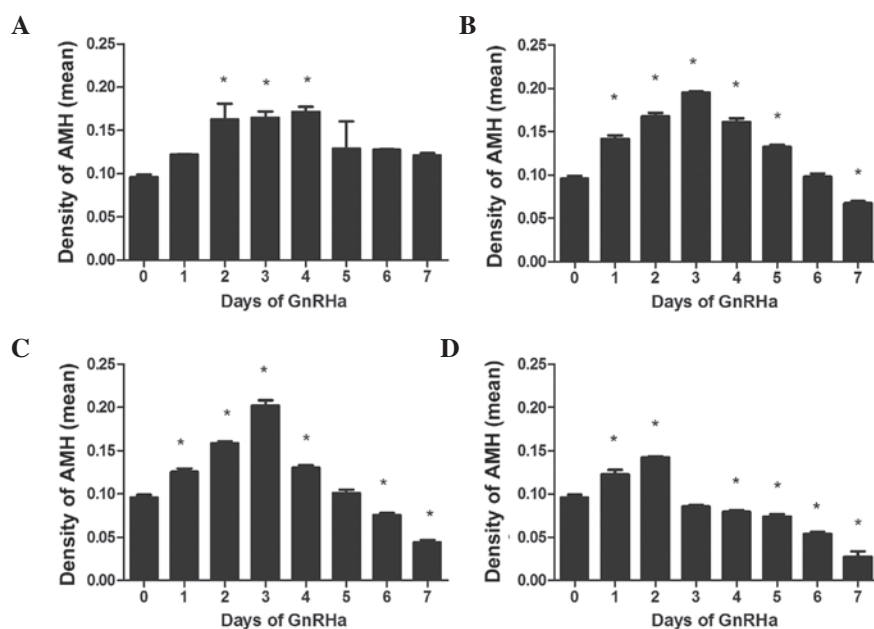 A
Density of AMH (mean)
0.25
0.20
0.15
0.10
0.05
0.00
* * *
0 1 2 3 4 5 6 7
Days of GnRHa
B
Density of AMH (mean)
0.25
0.20
0.15
0.10
0.05
0.00
* * * * * *
0 1 2 3 4 5 6 7
Days of GnRHa
C
Density of AMH (mean)
0.25
0.20
0.15
0.10
0.05
0.00
* * * * * *
0 1 2 3 4 5 6 7
Days of GnRHa
D
Density of AMH (mean)
0.25
0.20
0.15
0.10
0.05
0.00
* * * * * *
0 1 2 3 4 5 6 7
Days of GnRHa